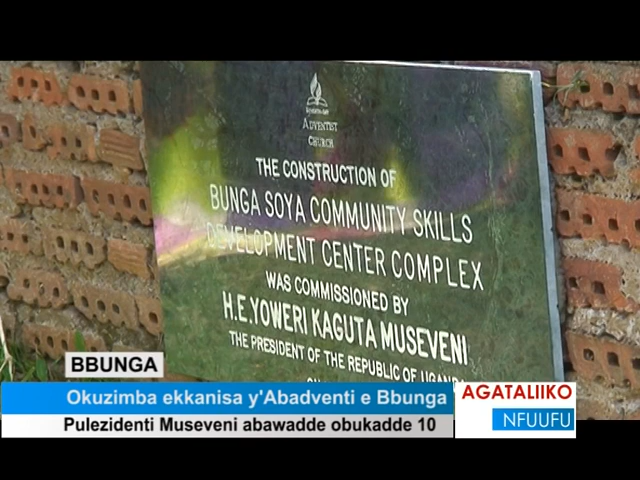 ADVENTIST
CHURCH
THE CONSTRUCTION OF
BUNGA SOYA COMMUNITY SKILLS
DEVELOPMENT CENTER COMPLEX
WAS COMMISSIONED BY
H.E.YOWERI KAGUTA MUSEVENI
THE PRESIDENT OF THE REPUBLIC OF
BBUNGA
Okuzimba ekkanisa y'Abadventi e Bbunga
Pulezidenti Museveni abawadde obukadde 10
AGATALIIKO
NFUUFU